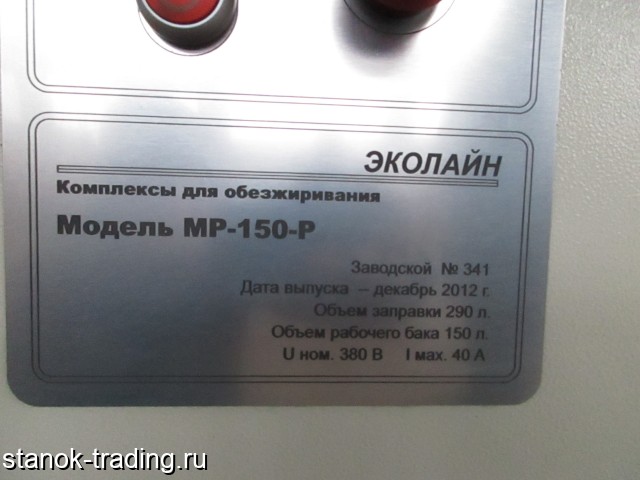 ЭКОЛАЙН
Комплексы для обезжиривания
Модель МР-150-Р
Заводской № 341
Дата выпуска – декабрь 2012 г.
Объем заправки 290 л.
Объем рабочего бака 150 л.
U ном. 380 В I мах. 40 А
stanok-trading.ru